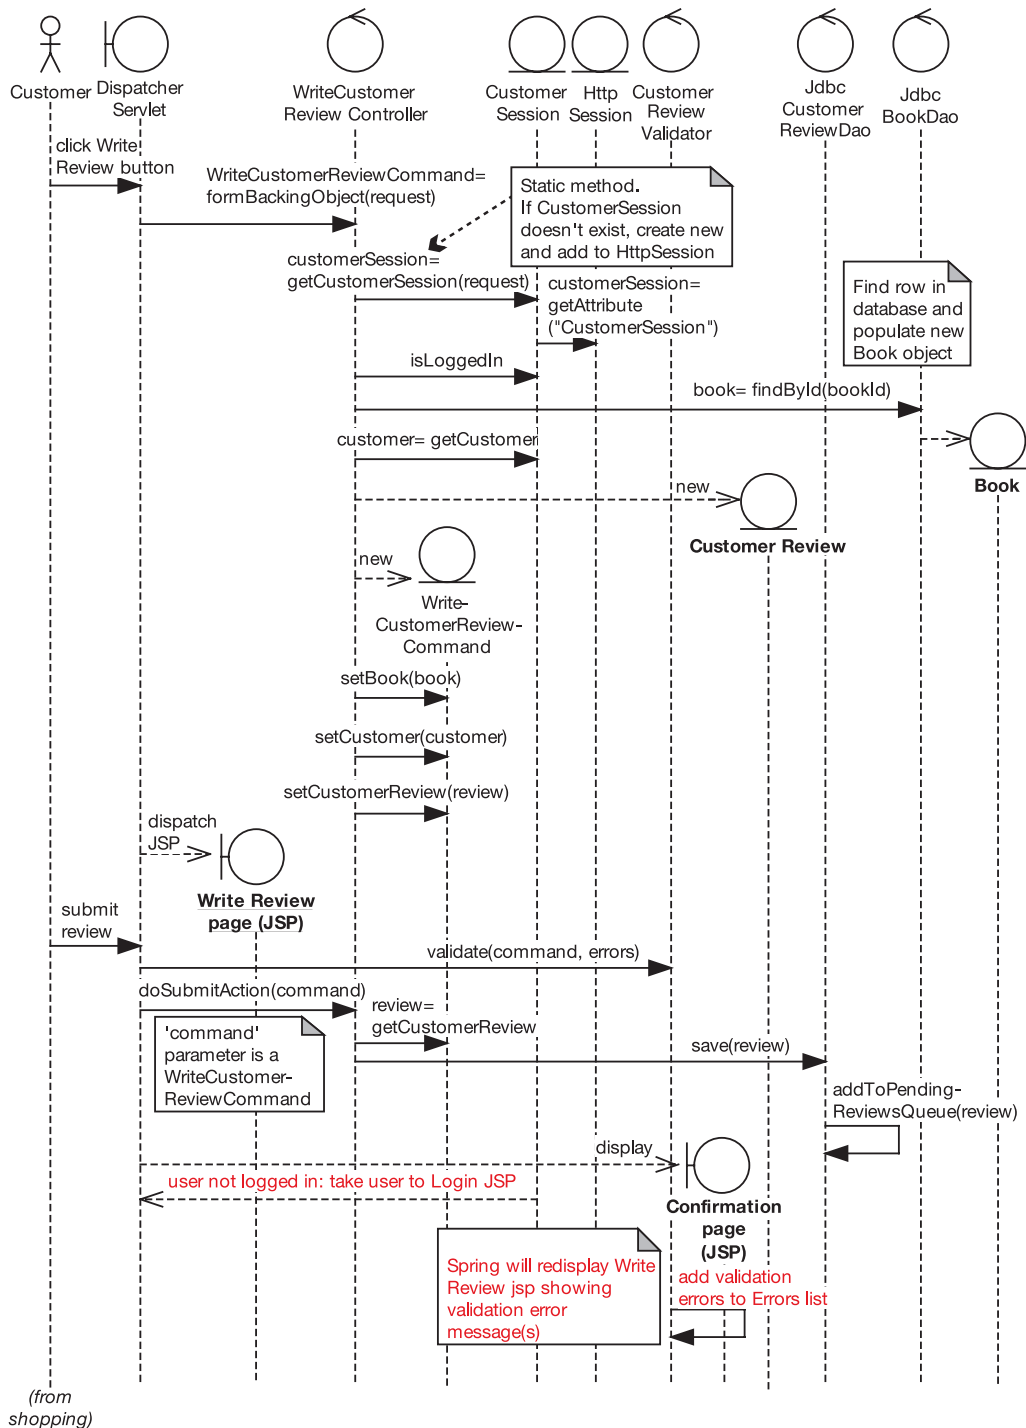 Customer
Dispatcher
Servlet
WriteCustomer
Review Controller
Customer
Session
Http
Session
Customer
Review
Validator
Jdbc
Customer
ReviewDao
Jdbc
BookDao
click Write
Review button
WriteCustomerReviewCommand=
formBackingObject(request)
Static method.
If CustomerSession
doesn't exist, create new
and add to HttpSession
customerSession=
getCustomerSession(request)
customerSession=
getAttribute
("CustomerSession")
Find row in
database and
populate new
Book object
isLoggedIn
book= findById(bookId)
customer= getCustomer
Book
new
Customer Review
new
Write-
CustomerReview-
Command
setBook(book)
setCustomer(customer)
setCustomerReview(review)
dispatch
JSP
Write Review
page (JSP)
submit
review
validate(command, errors)
doSubmitAction(command)
review=
getCustomerReview
'command'
parameter is a
WriteCustomer-
ReviewCommand
save(review)
addToPending-
ReviewsQueue(review)
display
user not logged in: take user to Login JSP
Confirmation
page
(JSP)
Spring will redisplay Write
Review jsp showing
validation error
message(s)
add validation
errors to Errors list
(from
shopping)